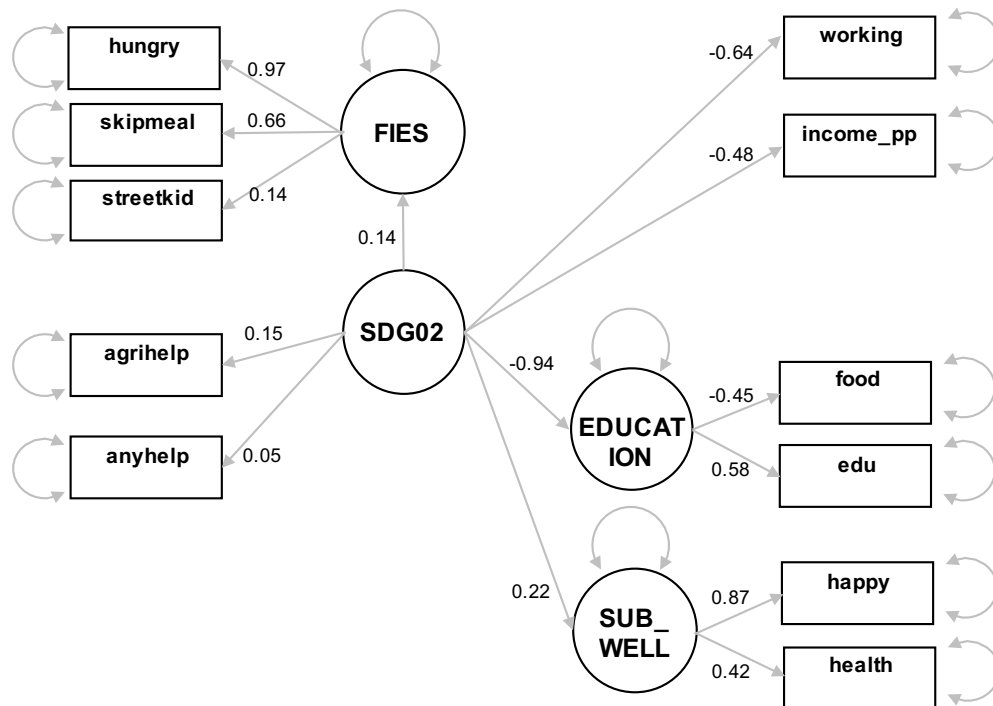 hungry
working
-0.64
0.97
skipmeal
0.66
FIES
income_pp
-0.48
streetkid
0.14
0.14
agrihelp
0.15
SDG02
-0.94
food
-0.45
EDUCAT
ION
anyhelp
0.05
0.58
edu
0.22
happy
0.87
SUB_
WELL
0.42
health